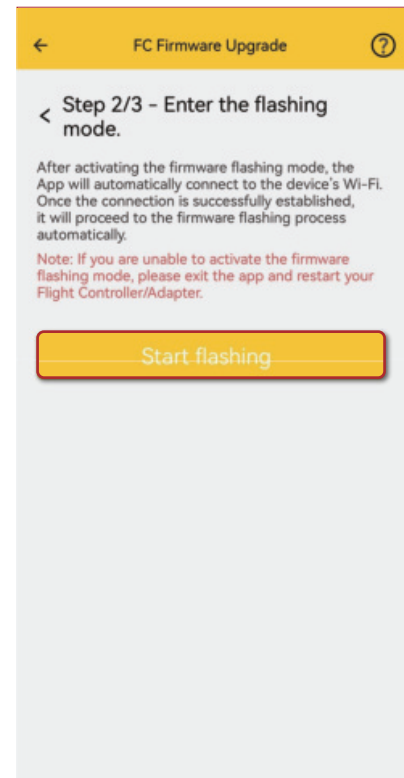 FC Firmware Upgrade
Step 2/3 - Enter the flashing
mode.
After activating the firmware flashing mode, the
App will automatically connect to the device's Wi-Fi.
Once the connection is successfully established,
it will proceed to the firmware flashing process
automatically.
Note: If you are unable to activate the firmware
flashing mode, please exit the app and restart your
Flight Controller/Adapter.
Start flashing